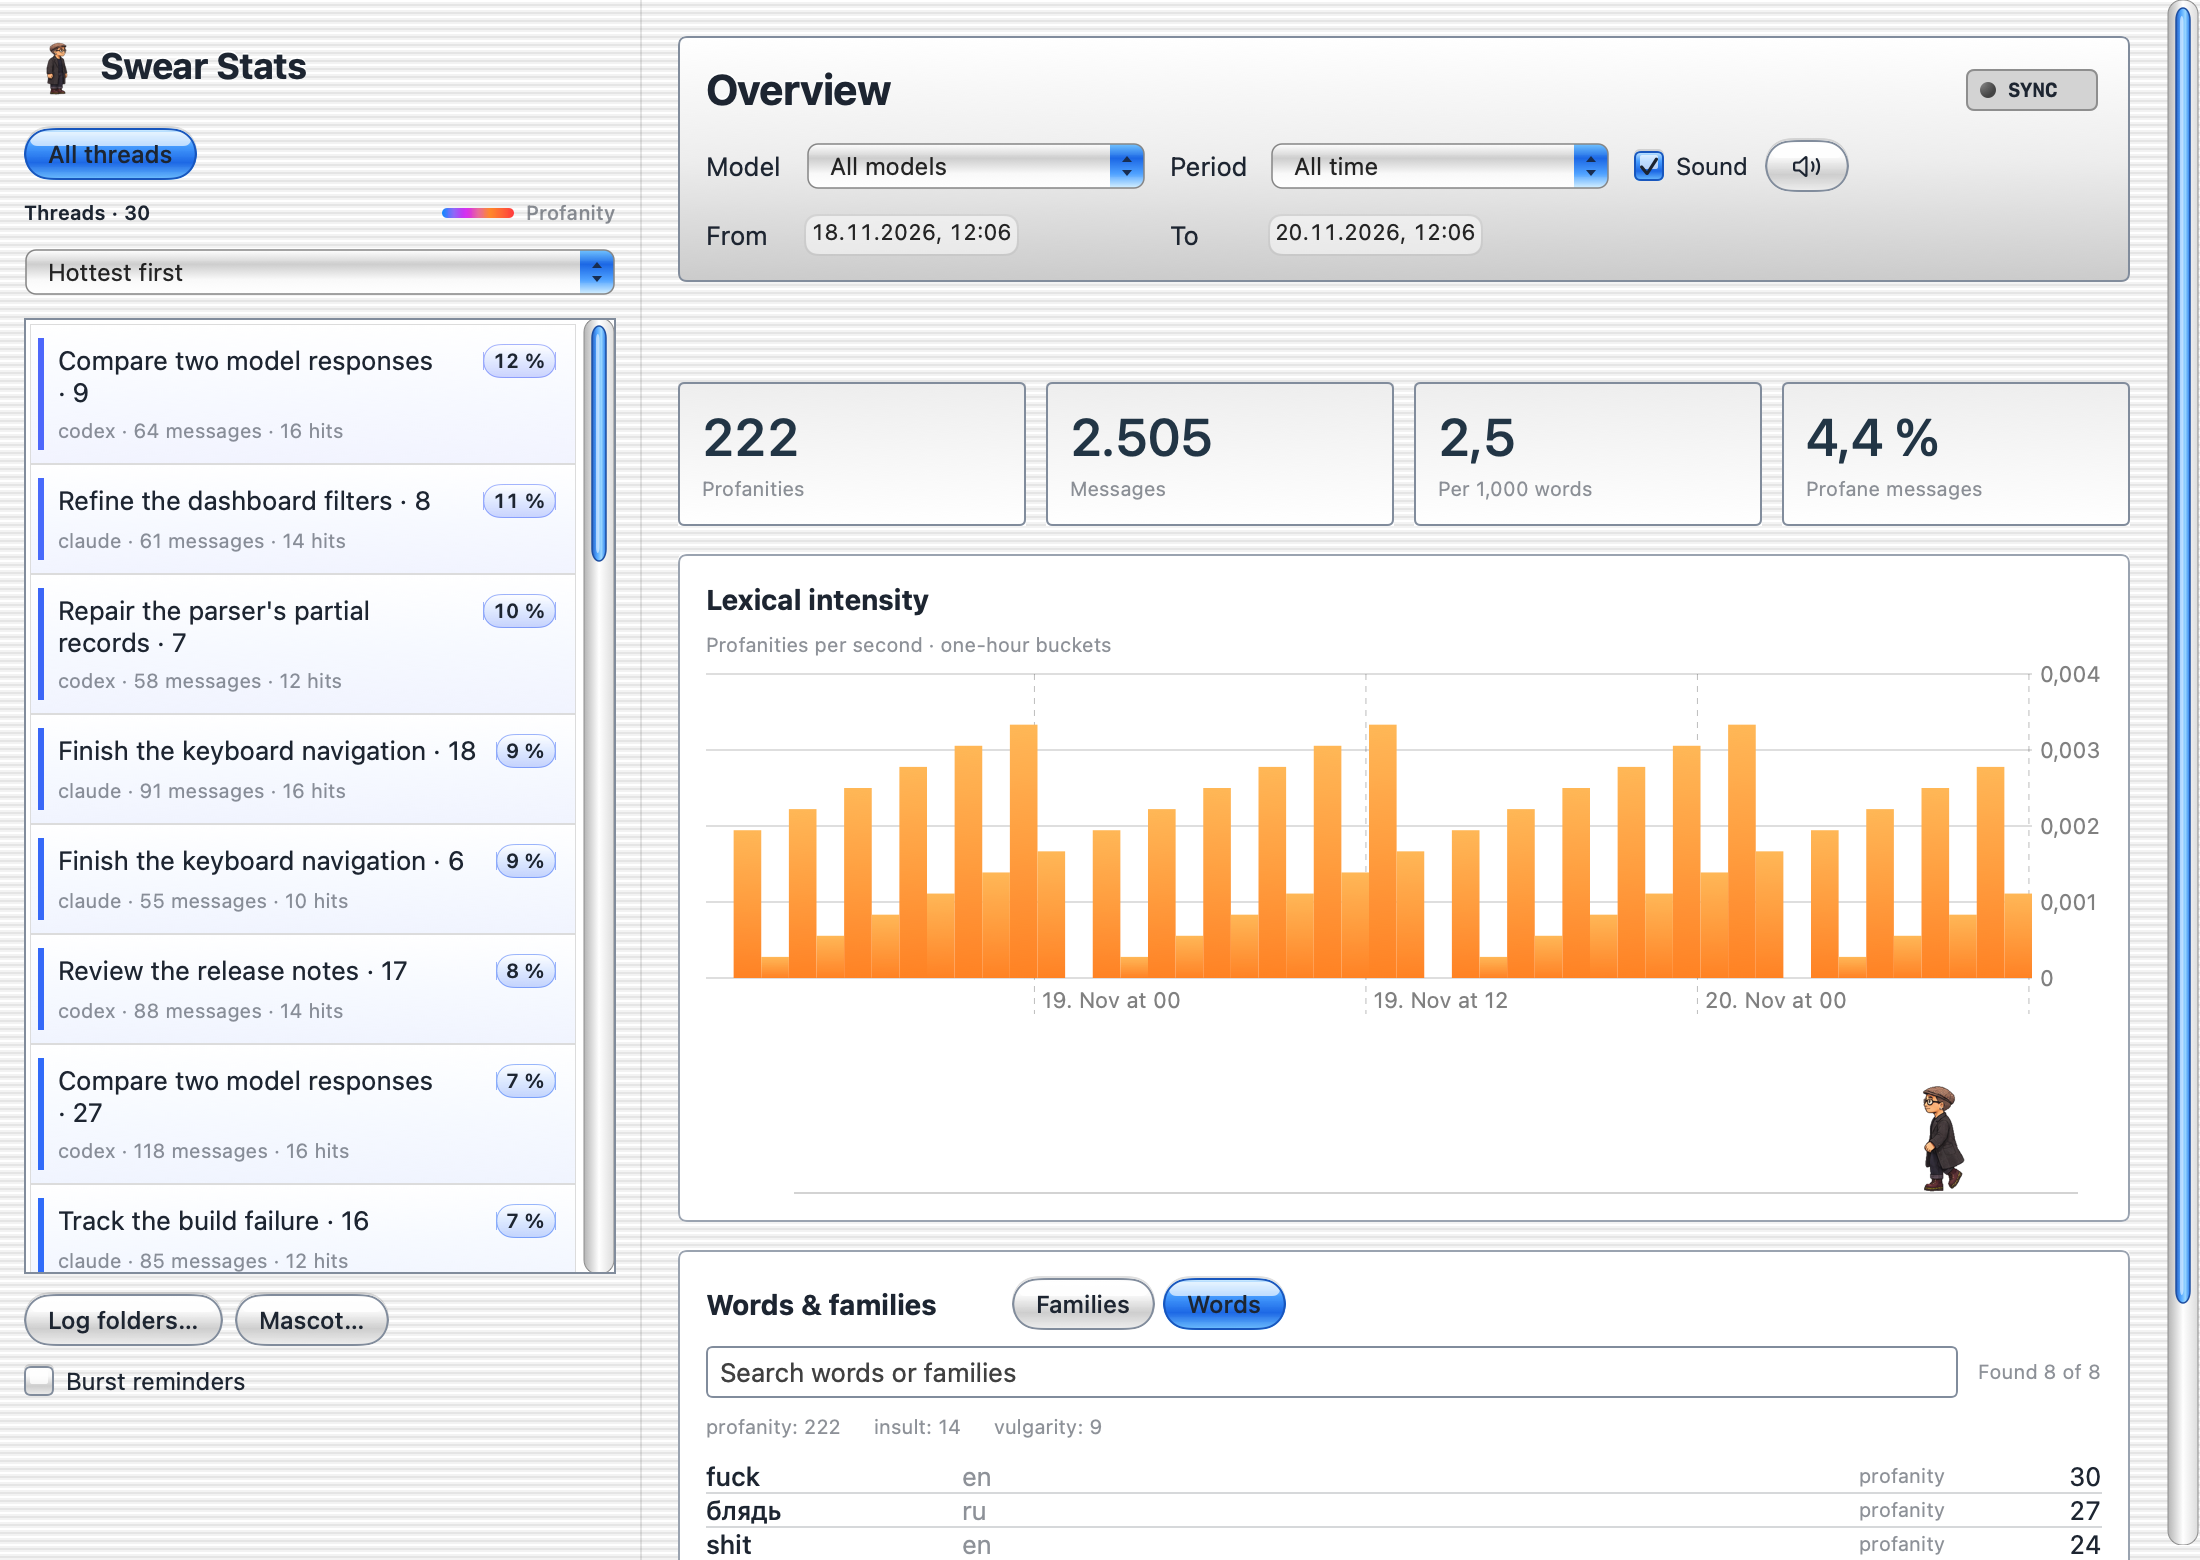 Swear Stats
All threads
Threads · 30
Profanity
Hottest first
Compare two model responses
· 9
12 %
codex · 64 messages · 16 hits
Refine the dashboard filters · 8
11 %
claude · 61 messages · 14 hits
Repair the parser's partial
records · 7
10 %
codex · 58 messages · 12 hits
Finish the keyboard navigation · 18
9 %
claude · 91 messages · 16 hits
Finish the keyboard navigation · 6
9 %
claude · 55 messages · 10 hits
Review the release notes · 17
8 %
codex · 88 messages · 14 hits
Compare two model responses
· 27
7 %
codex · 118 messages · 16 hits
Track the build failure · 16
7 %
claude · 85 messages · 12 hits
Log folders...
Mascot...
Burst reminders
Overview
SYNC
Model
All models
Period
All time
Sound
From
18.11.2026, 12:06
To
20.11.2026, 12:06
222
Profanities
2.505
Messages
2,5
Per 1,000 words
4,4 %
Profane messages
Lexical intensity
Profanities per second · one-hour buckets
0,004
0,003
0,002
0,001
0
19. Nov at 00
19. Nov at 12
20. Nov at 00
Words & families
Families
Words
Search words or families
Found 8 of 8
profanity: 222
insult: 14
vulgarity: 9
fuck en profanity 30
блядь ru profanity 27
shit en profanity 24